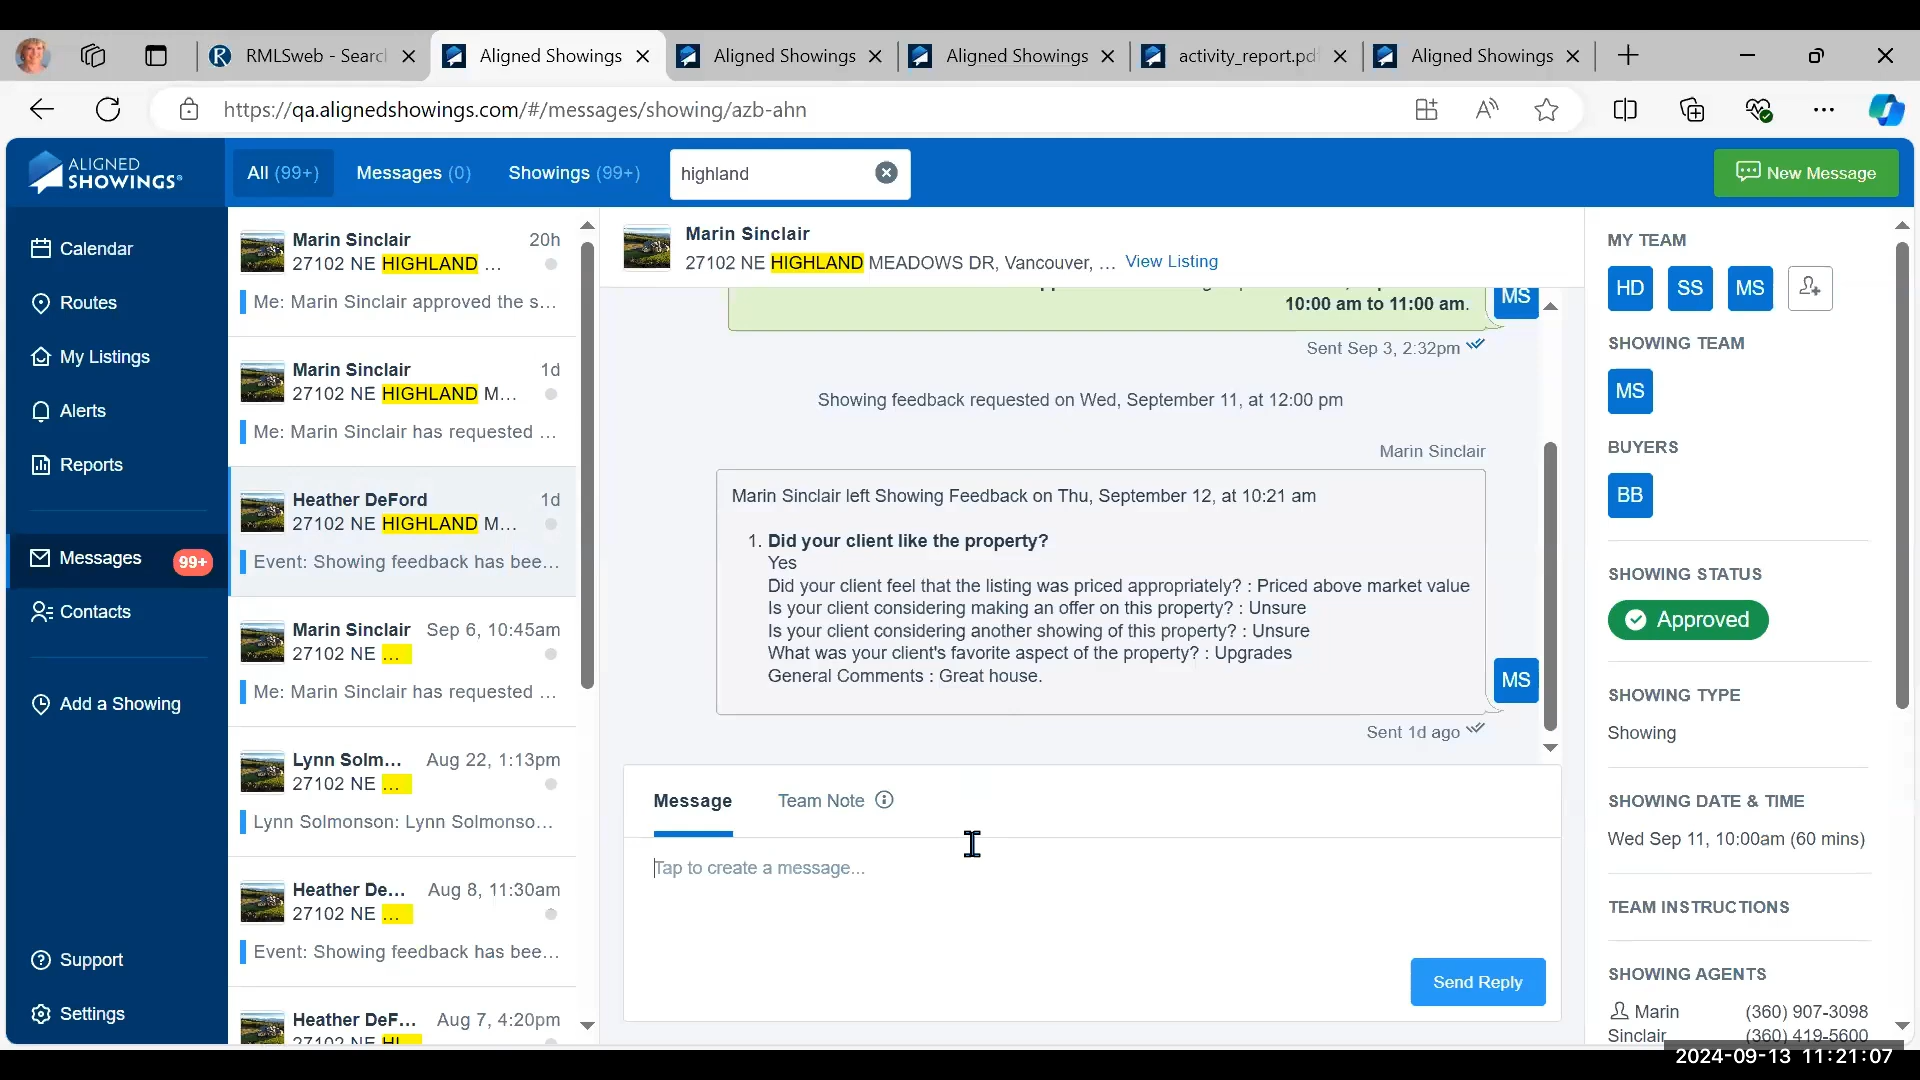 RMLSweb - Searc
Aligned Showings
Aligned Showings
Aligned Showings
activity_report.pd
Aligned Showings
https://qa.alignedshowings.com/#/messages/showing/azb-ahn
ALIGNED
SHOWINGS
All (99+)
Messages (0)
Showings (99+)
highland
New Message
Calendar
Routes
My Listings
Alerts
Reports
Messages 99+
Contacts
Add a Showing
Support
Settings
Marin Sinclair 20h
27102 NE HIGHLAND ...
Me: Marin Sinclair approved the s...
Marin Sinclair 1d
27102 NE HIGHLAND M...
Me: Marin Sinclair has requested ...
Heather DeFord 1d
27102 NE HIGHLAND M...
Event: Showing feedback has bee...
Marin Sinclair Sep 6, 10:45am
27102 NE ...
Me: Marin Sinclair has requested ...
Lynn Solm... Aug 22, 1:13pm
27102 NE ...
Lynn Solmonson: Lynn Solmonso...
Heather De... Aug 8, 11:30am
27102 NE ...
Event: Showing feedback has bee...
Heather DeF... Aug 7, 4:20pm
27102 NE HI...
Marin Sinclair
27102 NE HIGHLAND MEADOWS DR, Vancouver, ... View Listing
10:00 am to 11:00 am.
MS
Sent Sep 3, 2:32pm
Showing feedback requested on Wed, September 11, at 12:00 pm
Marin Sinclair
Marin Sinclair left Showing Feedback on Thu, September 12, at 10:21 am
1. Did your client like the property?
Yes
Did your client feel that the listing was priced appropriately? : Priced above market value
Is your client considering making an offer on this property? : Unsure
Is your client considering another showing of this property? : Unsure
What was your client's favorite aspect of the property? : Upgrades
General Comments : Great house.
MS
Sent 1d ago
Message
Team Note
Tap to create a message...
Send Reply
MY TEAM
HD SS MS
SHOWING TEAM
MS
BUYERS
BB
SHOWING STATUS
Approved
SHOWING TYPE
Showing
SHOWING DATE & TIME
Wed Sep 11, 10:00am (60 mins)
TEAM INSTRUCTIONS
SHOWING AGENTS
Marin (360) 907-3098
Sinclair (360) 419-5600
2024-09-13 11:21:07